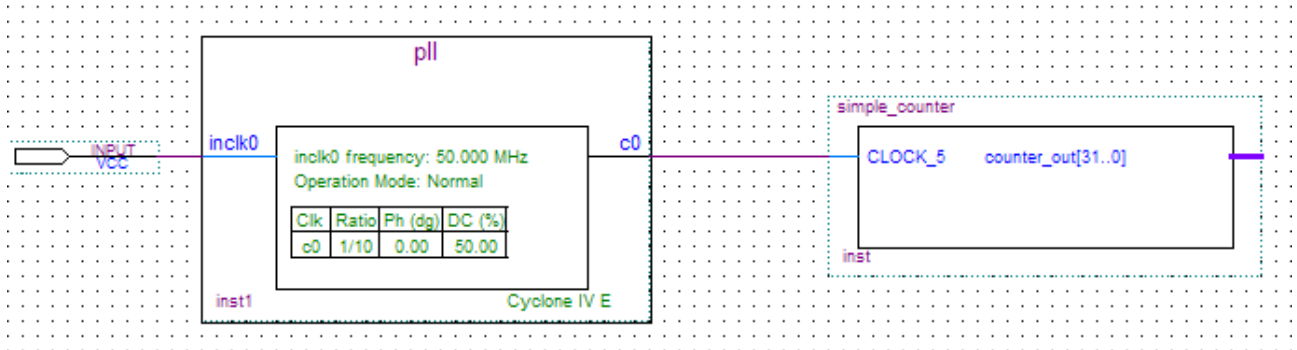 pll
simple_counter
INPUT
VCC
inclk0
c0
inclk0 frequency: 50.000 MHz
Operation Mode: Normal
Clk Ratio Ph (dg) DC (%)
c0 1/10 0.00 50.00
inst1
Cyclone IV E
CLOCK_5 counter_out[31..0]
inst